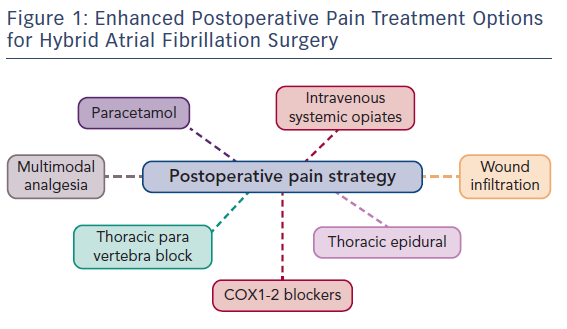 Figure 1: Enhanced Postoperative Pain Treatment Options
for Hybrid Atrial Fibrillation Surgery
Paracetamol
Intravenous
systemic opiates
Multimodal
analgesia
Postoperative pain strategy
Wound
infiltration
Thoracic para
vertebra block
Thoracic epidural
COX1-2 blockers